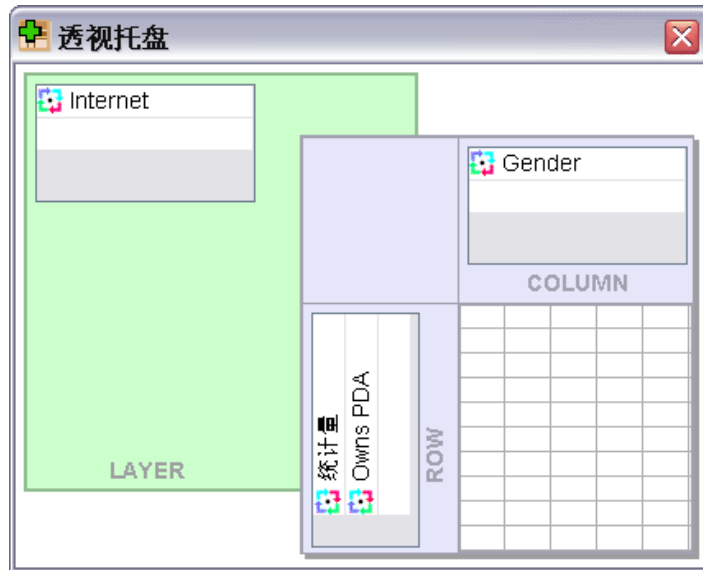 透视托盘
Internet
Gender
COLUMN
统计量
Owns PDA
ROW
LAYER